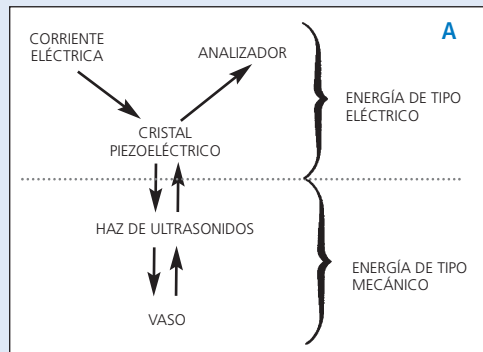 A
CORRIENTE
ELÉCTRICA
ANALIZADOR
ENERGÍA DE TIPO
ELÉCTRICO
CRISTAL
PIEZOELÉCTRICO
HAZ DE ULTRASONIDOS
ENERGÍA DE TIPO
MECÁNICO
VASO